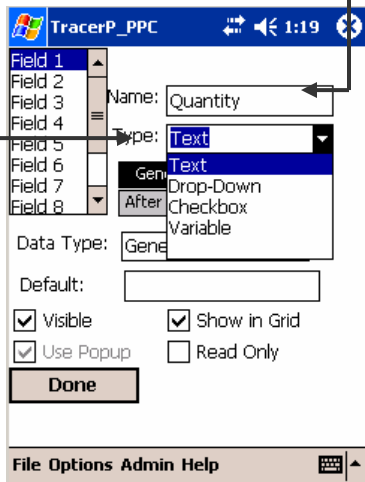 TracerP_PPC 1:19
Field 1
Field 2
Field 3
Field 4
Field 5
Field 6
Field 7
Field 8
Name: Quantity
Type: Text
Text
Drop-Down
Checkbox
Variable
Gen
After
Data Type: Gene
Default:
Visible
Show in Grid
Use Popup
Read Only
Done
File Options Admin Help